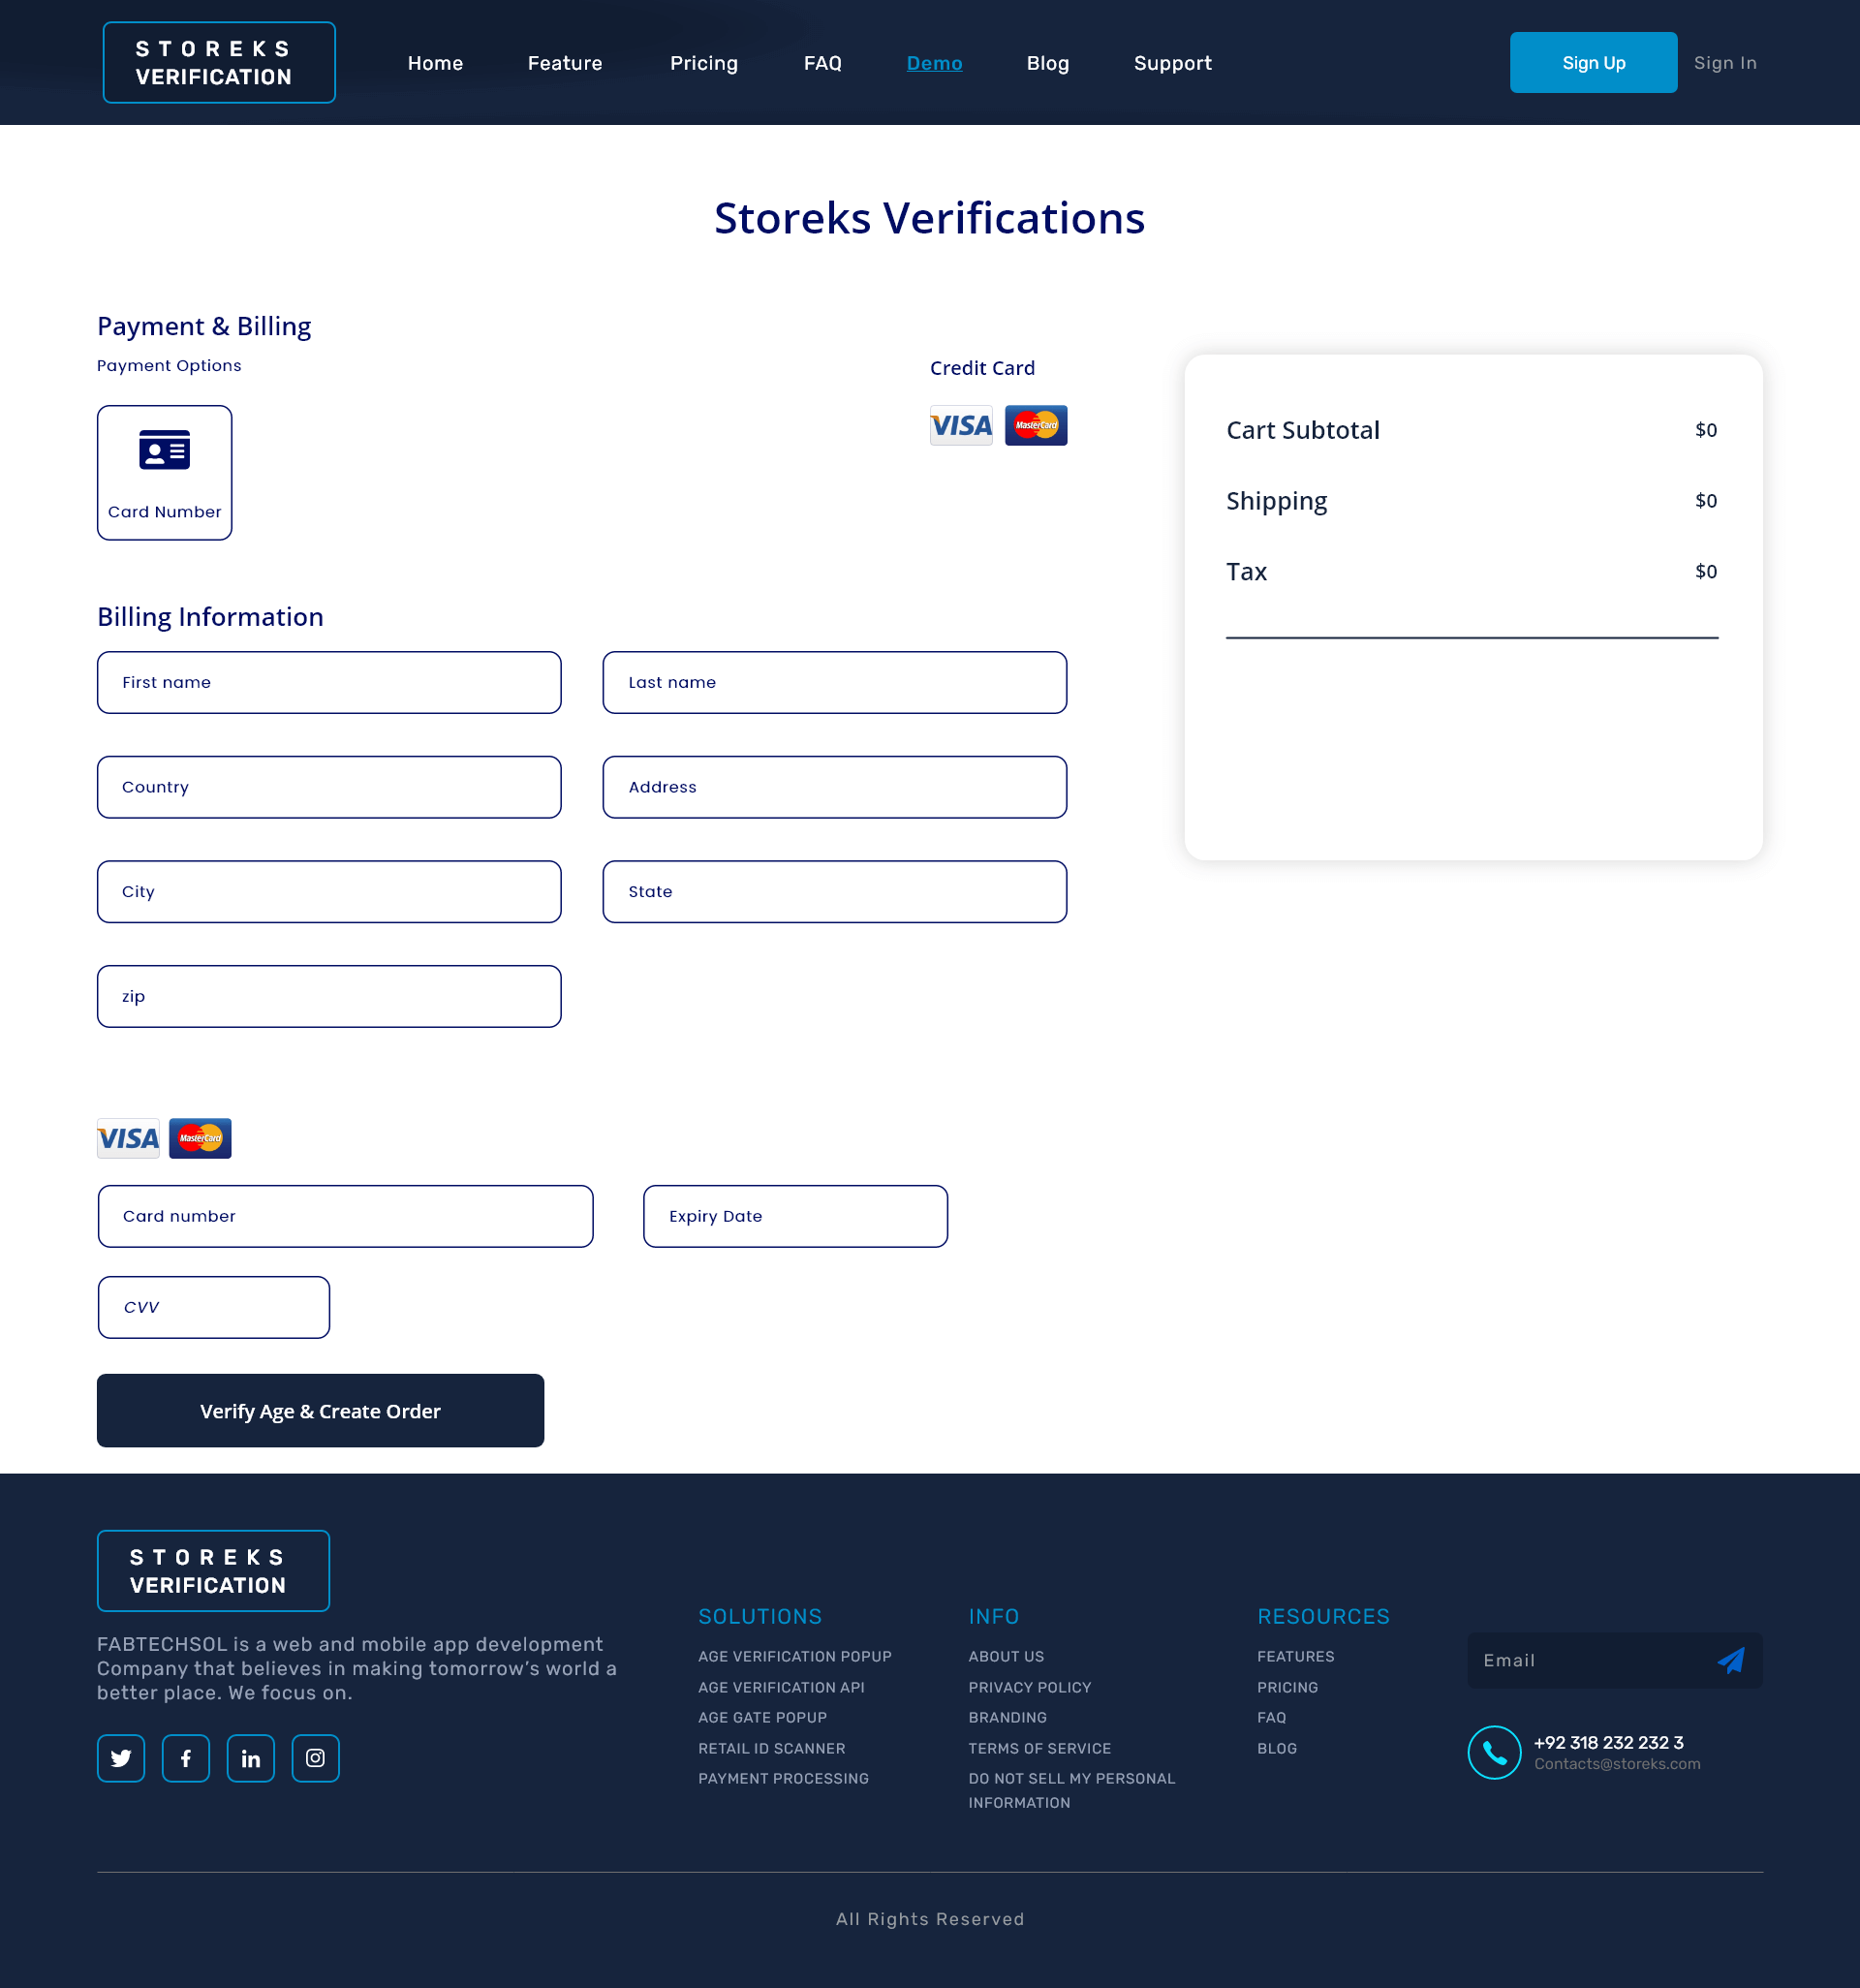 STOREKS
VERIFICATION
Home Feature Pricing FAQ Demo Blog Support
Sign Up Sign In
Storeks Verifications
Payment & Billing
Payment Options
Card Number
Credit Card
VISA MasterCard
Cart Subtotal $0
Shipping $0
Tax $0
Billing Information
First name Last name
Country Address
City State
zip
VISA MasterCard
Card number Expiry Date
CVV
Verify Age & Create Order
STOREKS
VERIFICATION
FABTECHSOL is a web and mobile app development
Company that believes in making tomorrow’s world a
better place. We focus on.
SOLUTIONS
AGE VERIFICATION POPUP
AGE VERIFICATION API
AGE GATE POPUP
RETAIL ID SCANNER
PAYMENT PROCESSING
INFO
ABOUT US
PRIVACY POLICY
BRANDING
TERMS OF SERVICE
DO NOT SELL MY PERSONAL
INFORMATION
RESOURCES
FEATURES
PRICING
FAQ
BLOG
Email
+92 318 232 232 3
Contacts@storeks.com
All Rights Reserved